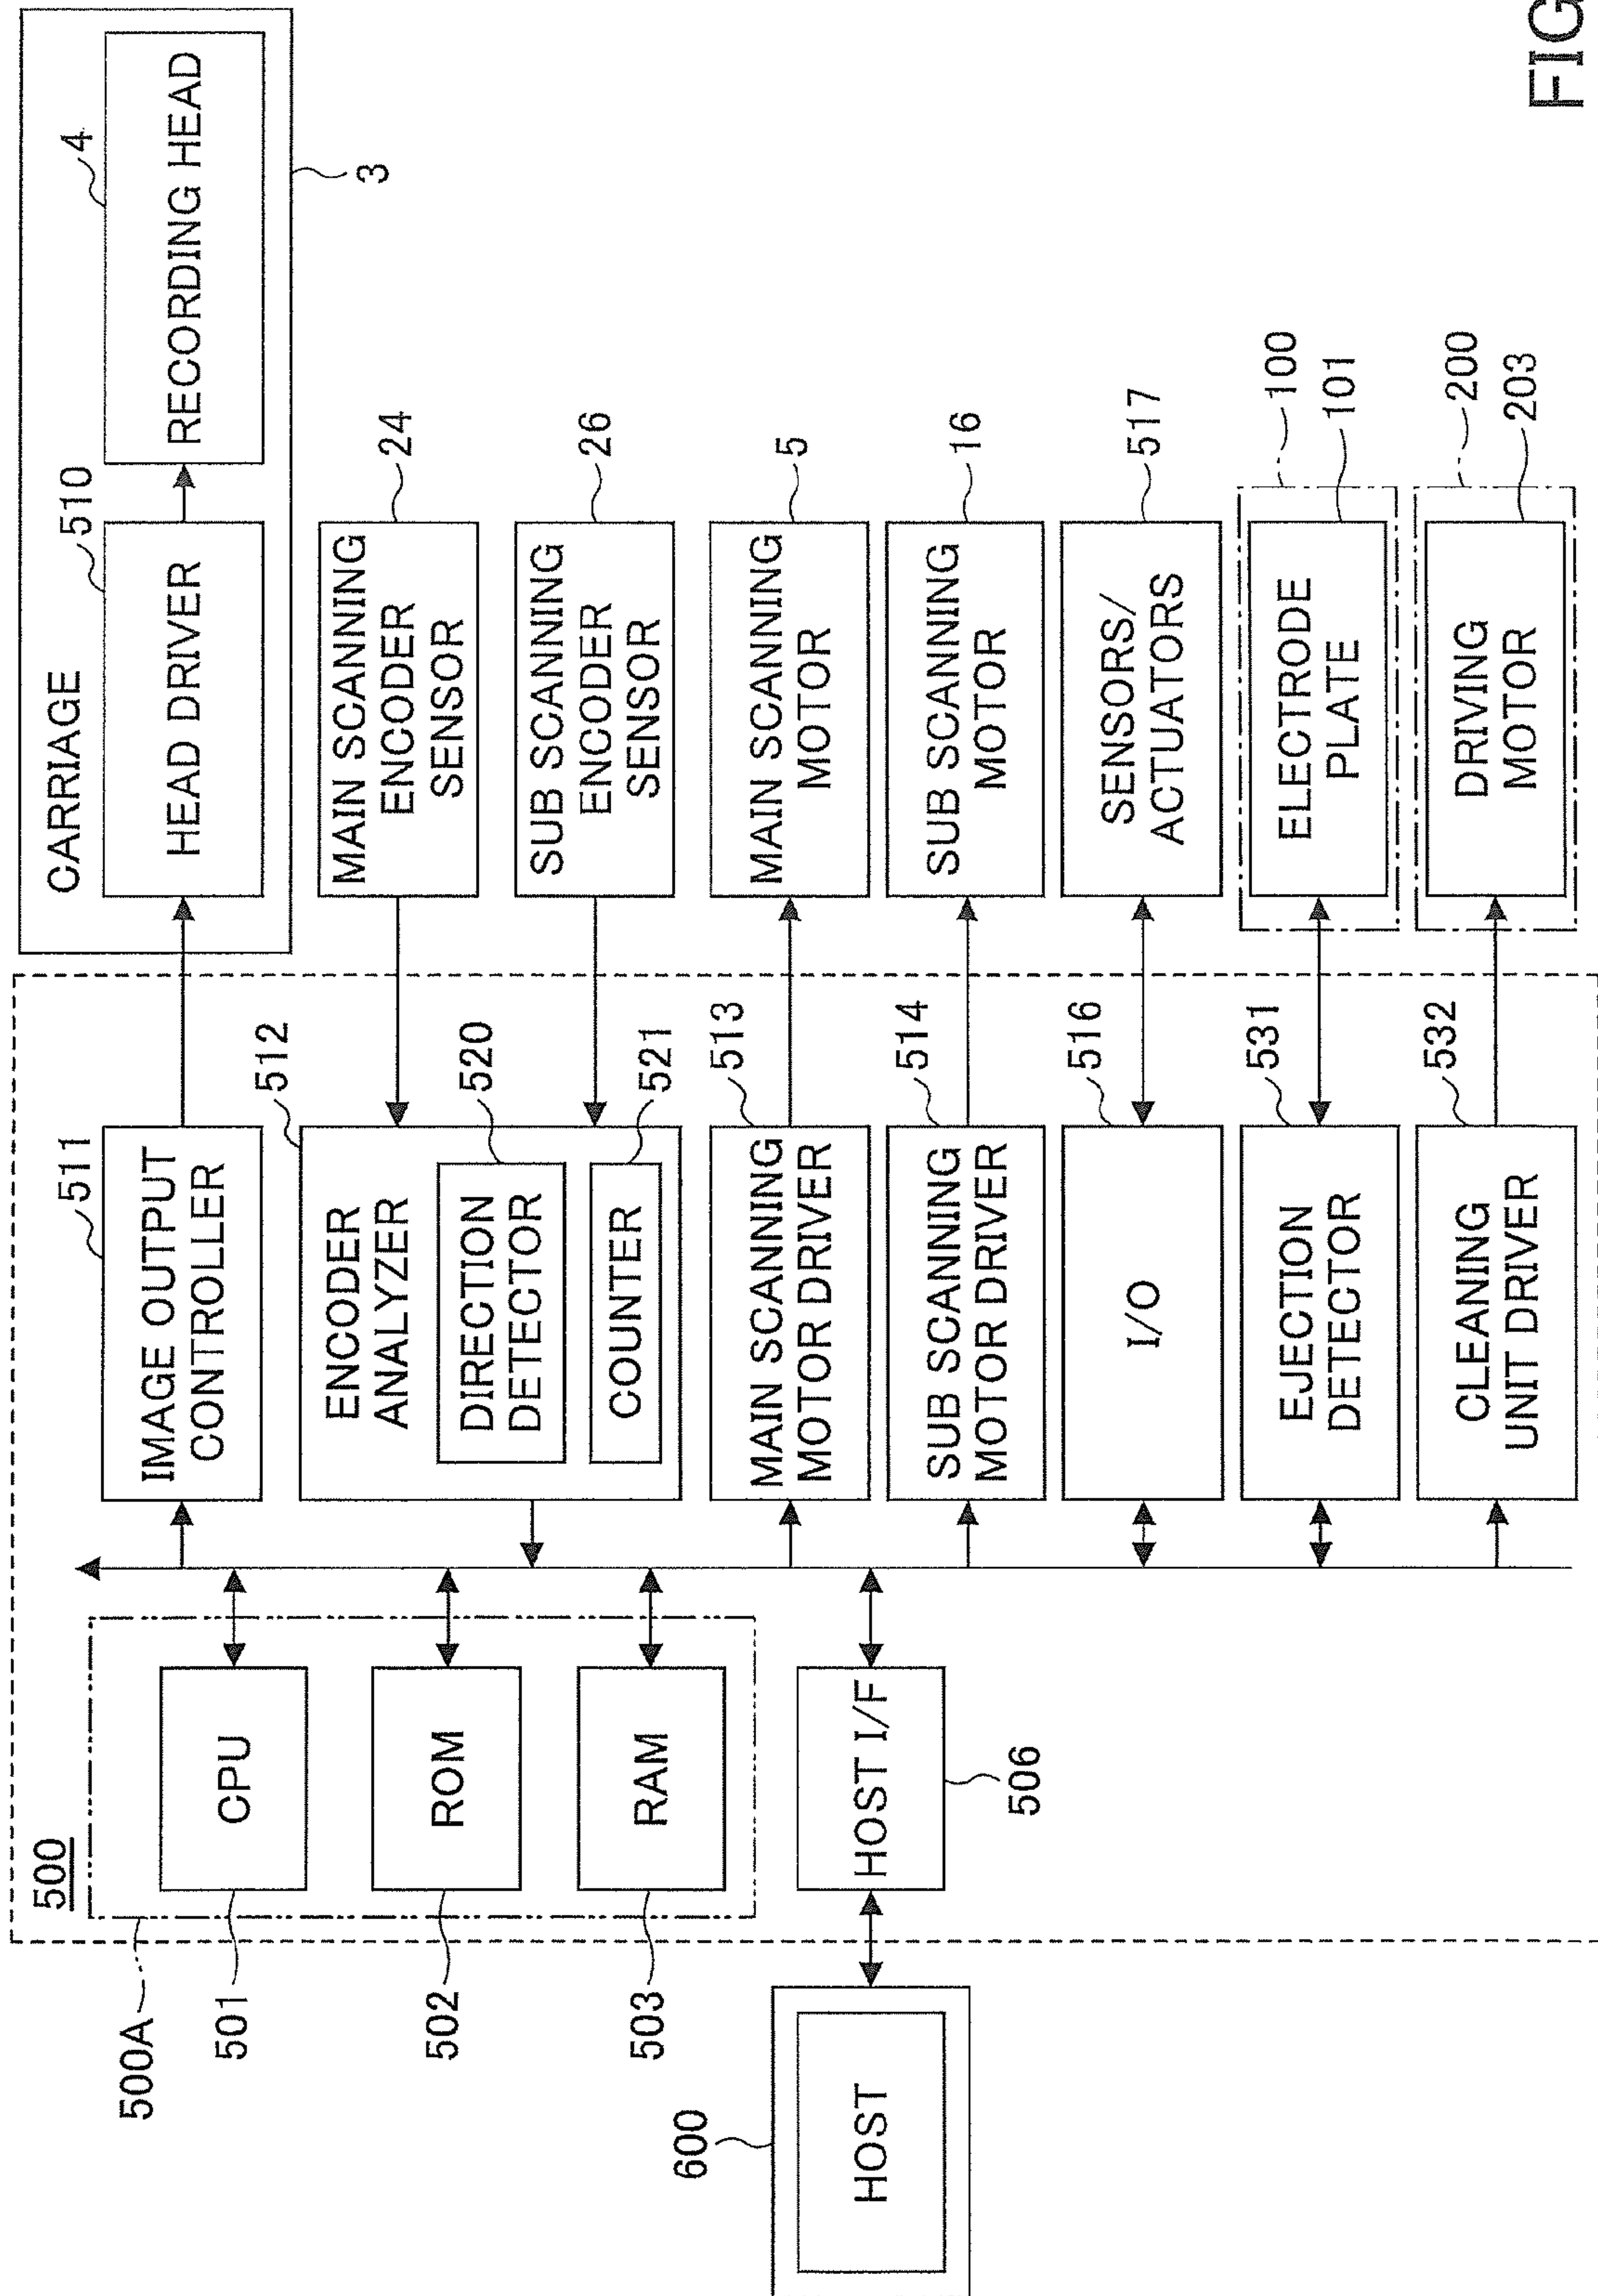 500
500A
CPU
501
ROM
502
RAM
503
HOST I/F
506
HOST
600
IMAGE OUTPUT
CONTROLLER
511
ENCODER
ANALYZER
512
DIRECTION
DETECTOR
520
COUNTER
521
MAIN SCANNING
MOTOR DRIVER
513
SUB SCANNING
MOTOR DRIVER
514
I/O
516
EJECTION
DETECTOR
531
CLEANING
UNIT DRIVER
532
CARRIAGE
3
HEAD DRIVER
510
RECORDING HEAD
4
MAIN SCANNING
ENCODER
SENSOR
24
SUB SCANNING
ENCODER
SENSOR
26
MAIN SCANNING
MOTOR
5
SUB SCANNING
MOTOR
16
SENSORS/
ACTUATORS
517
100
ELECTRODE
PLATE
101
200
DRIVING
MOTOR
203
FIG